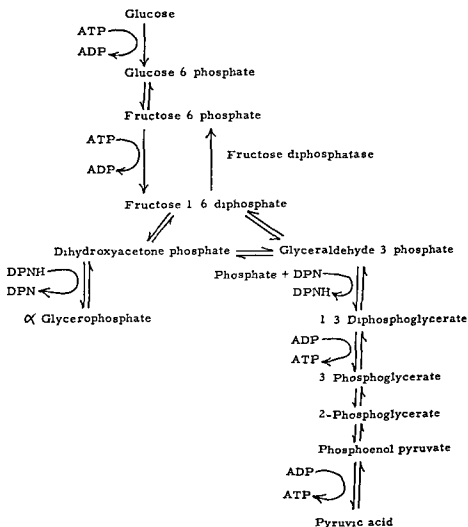 Glucose
ATP
ADP
Glucose 6 phosphate
Fructose 6 phosphate
ATP
ADP
Fructose diphosphatase
Fructose 1 6 diphosphate
Dihydroxyacetone phosphate
Glyceraldehyde 3 phosphate
DPNH
DPN
α Glycerophosphate
Phosphate + DPN
DPNH
1 3 Diphosphoglycerate
ADP
ATP
3 Phosphoglycerate
2-Phosphoglycerate
Phosphoenol pyruvate
ADP
ATP
Pyruvic acid